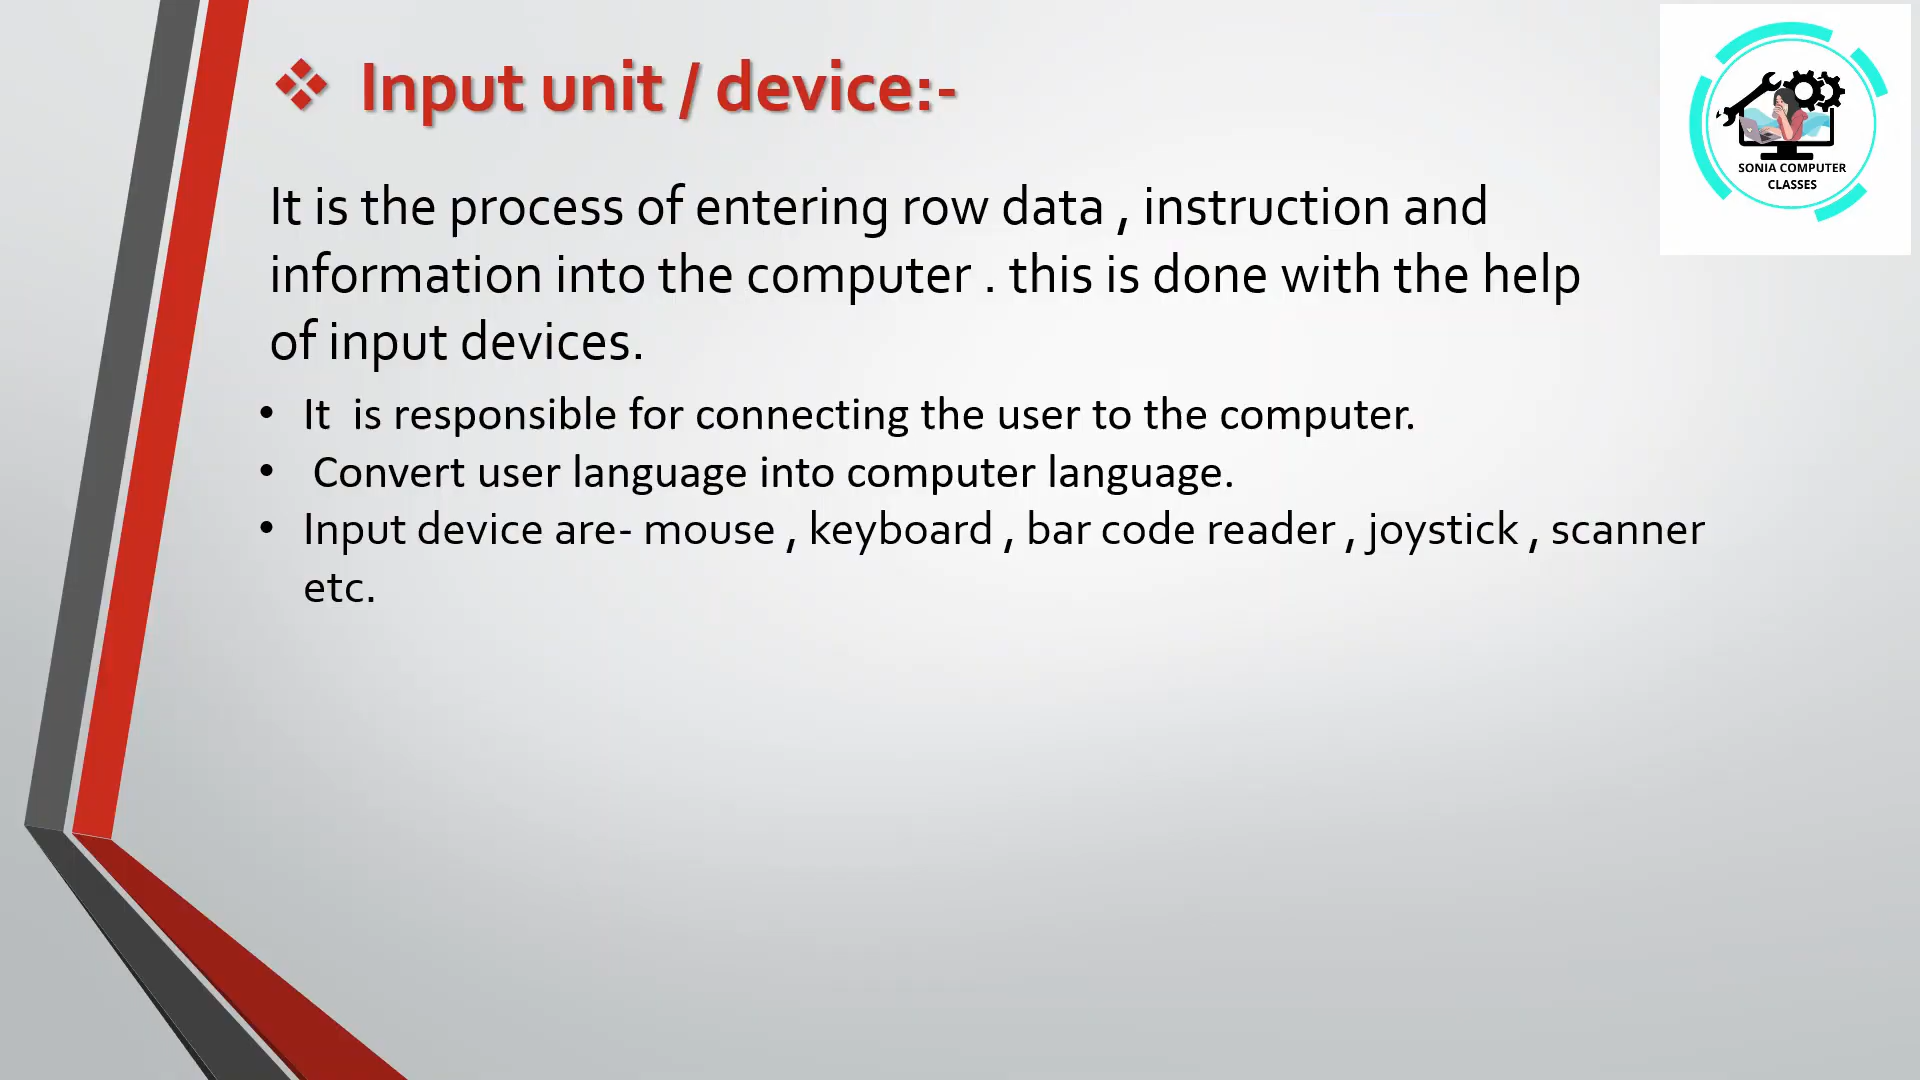 ❖ Input unit / device:-
SONIA COMPUTER
CLASSES
It is the process of entering row data , instruction and
information into the computer . this is done with the help
of input devices.
• It  is responsible for connecting the user to the computer.
•  Convert user language into computer language.
• Input device are- mouse , keyboard , bar code reader , joystick , scanner
etc.